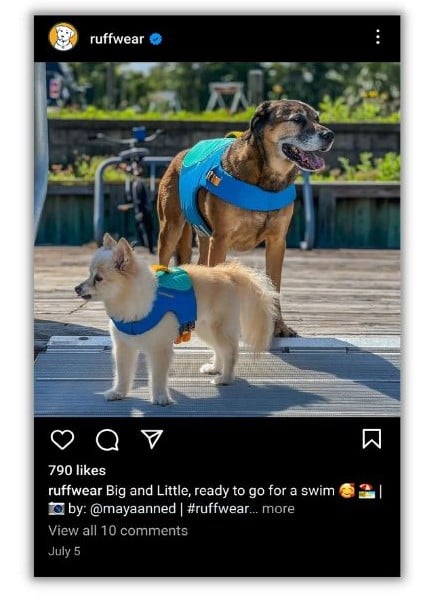 ruffwear
790 likes
ruffwear Big and Little, ready to go for a swim 🥰 🏖️ |
📷 by: @mayaanned | #ruffwear... more
View all 10 comments
July 5